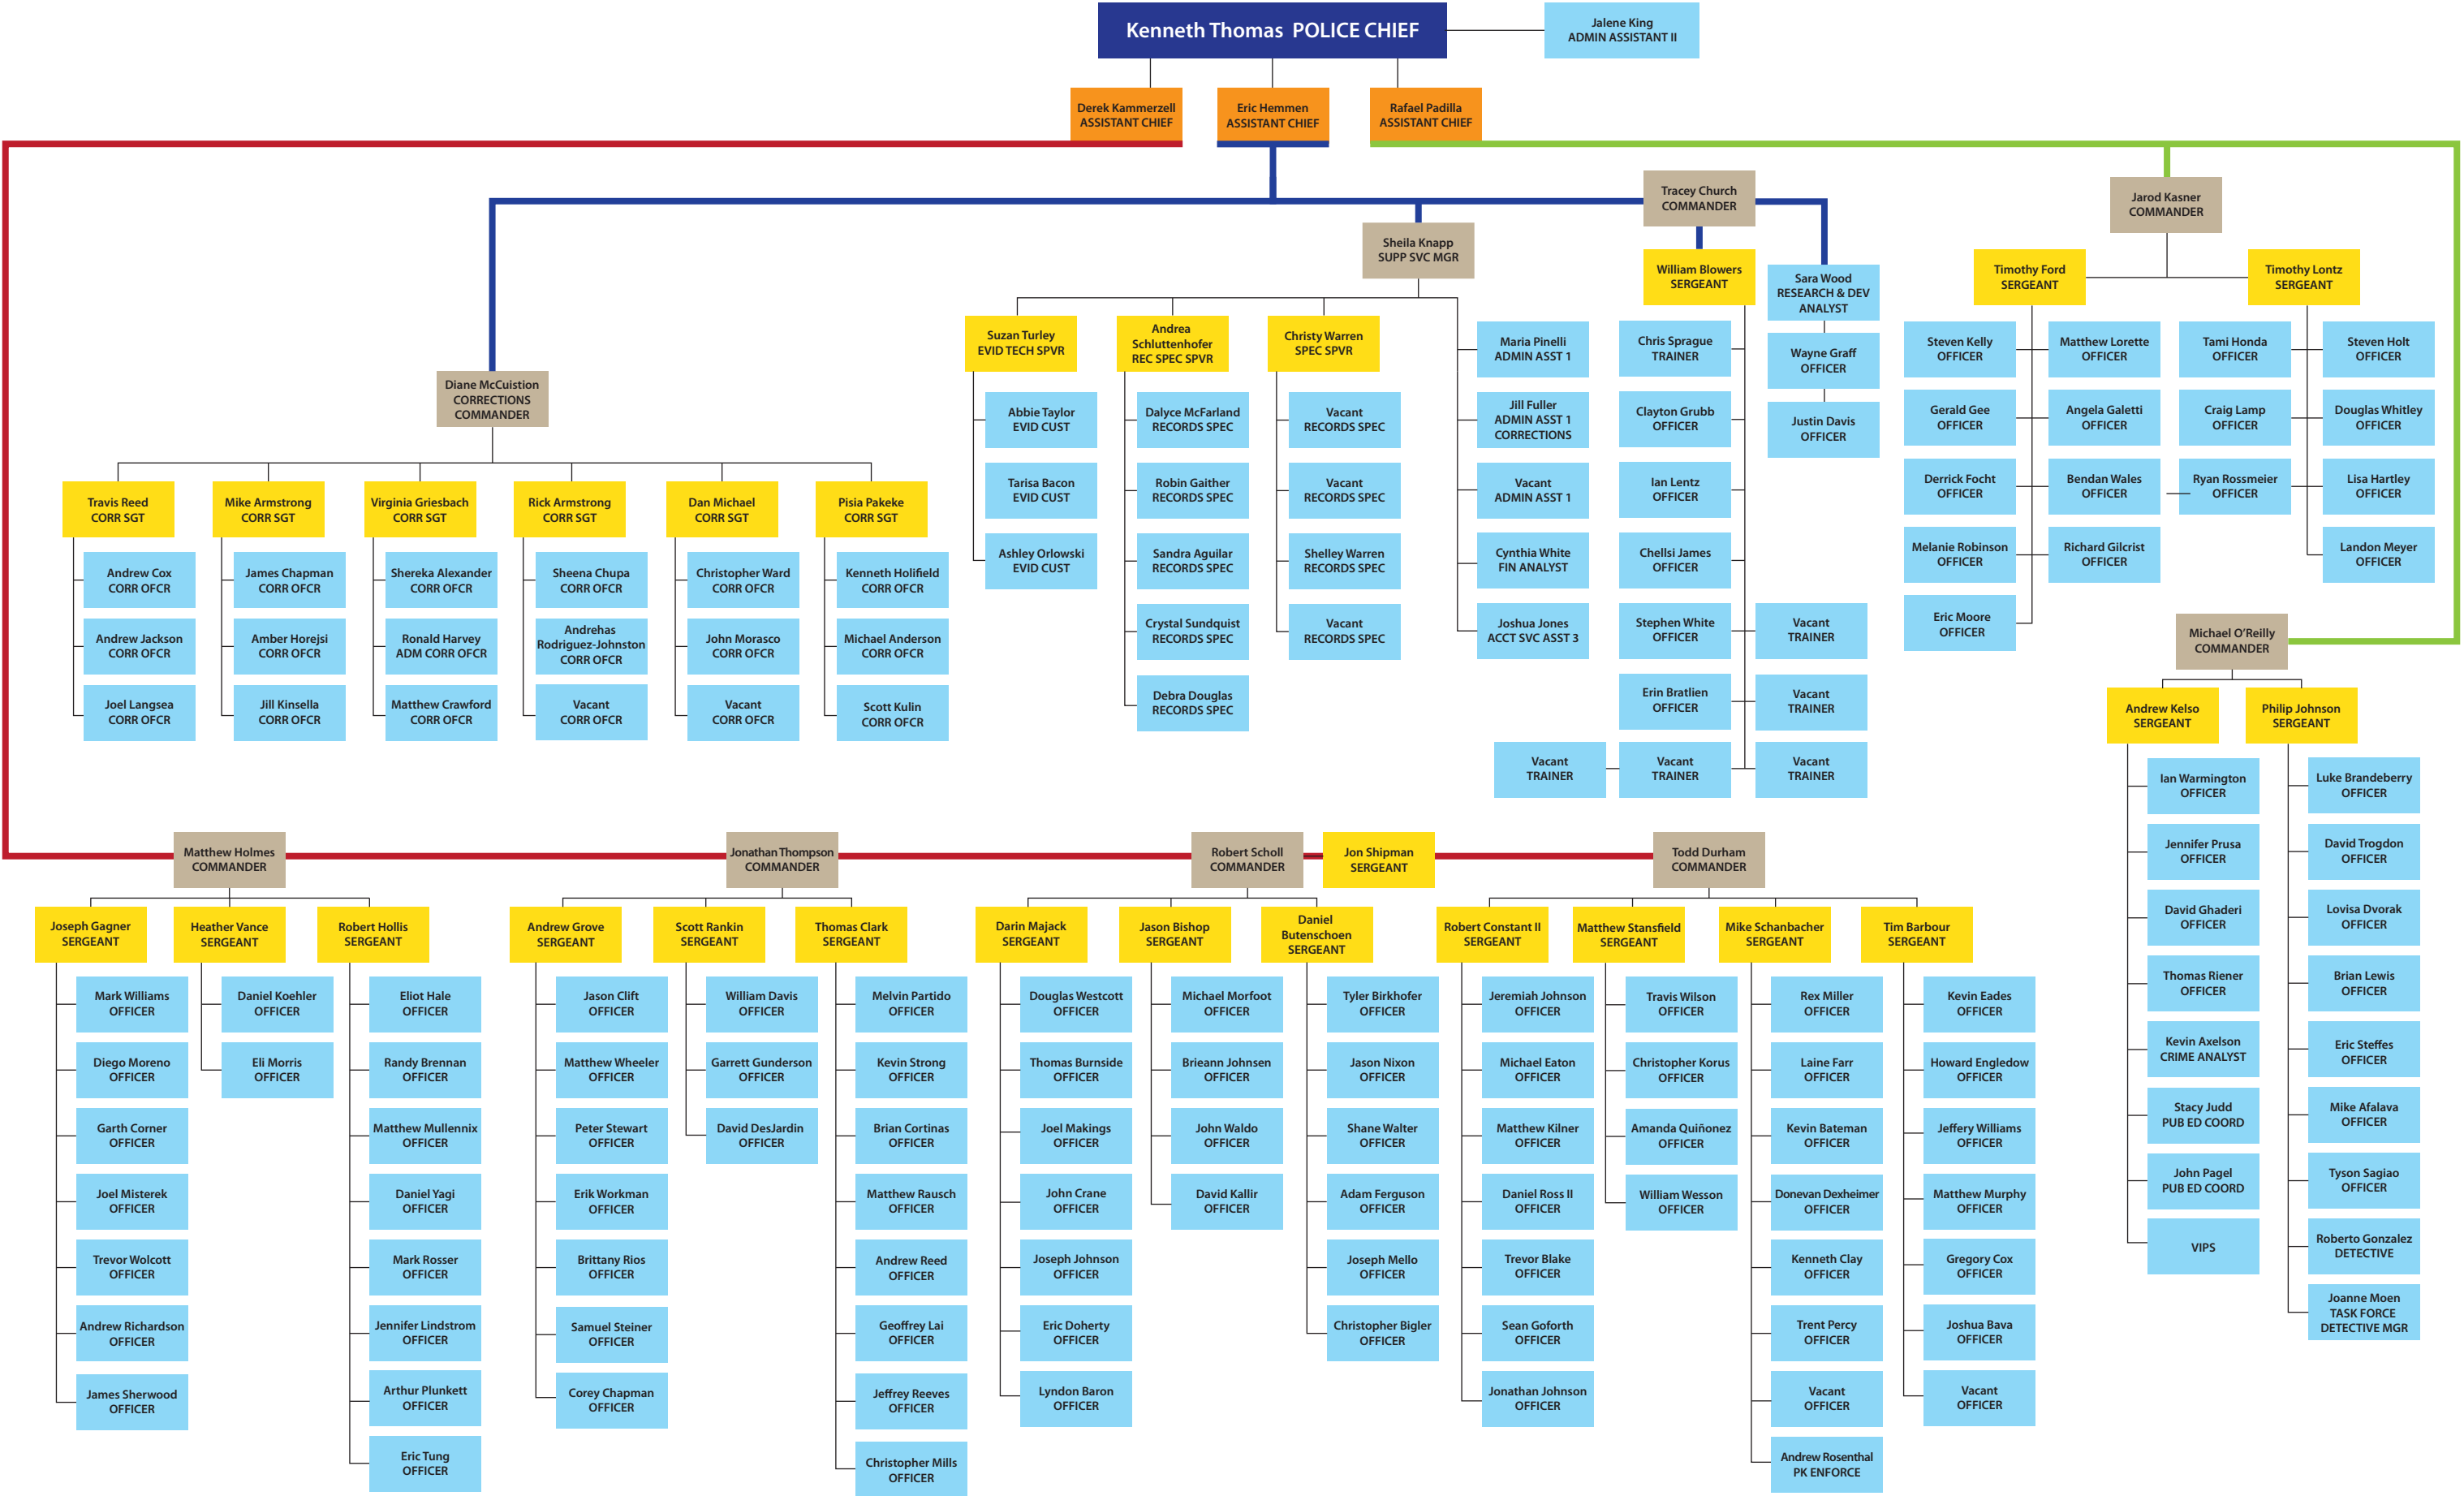 Kenneth Thomas POLICE CHIEF
Jalene King
ADMIN ASSISTANT II
Derek Kammerzell
ASSISTANT CHIEF
Eric Hemmen
ASSISTANT CHIEF
Rafael Padilla
ASSISTANT CHIEF
Tracey Church
COMMANDER
Jarod Kasner
COMMANDER
Sheila Knapp
SUPP SVC MGR
William Blowers
SERGEANT
Sara Wood
RESEARCH & DEV
ANALYST
Timothy Ford
SERGEANT
Timothy Lontz
SERGEANT
Suzan Turley
EVID TECH SPVR
Andrea
Schluttenhofer
REC SPEC SPVR
Christy Warren
SPEC SPVR
Maria Pinelli
ADMIN ASST 1
Chris Sprague
TRAINER
Wayne Graff
OFFICER
Steven Kelly
OFFICER
Matthew Lorette
OFFICER
Tami Honda
OFFICER
Steven Holt
OFFICER
Diane McCuistion
CORRECTIONS
COMMANDER
Abbie Taylor
EVID CUST
Dalyce McFarland
RECORDS SPEC
Vacant
RECORDS SPEC
Jill Fuller
ADMIN ASST 1
CORRECTIONS
Clayton Grubb
OFFICER
Justin Davis
OFFICER
Gerald Gee
OFFICER
Angela Galetti
OFFICER
Craig Lamp
OFFICER
Douglas Whitley
OFFICER
Tarisa Bacon
EVID CUST
Robin Gaither
RECORDS SPEC
Vacant
RECORDS SPEC
Vacant
ADMIN ASST 1
Ian Lentz
OFFICER
Derrick Focht
OFFICER
Bendan Wales
OFFICER
Ryan Rossmeier
OFFICER
Lisa Hartley
OFFICER
Ashley Orlowski
EVID CUST
Sandra Aguilar
RECORDS SPEC
Shelley Warren
RECORDS SPEC
Cynthia White
FIN ANALYST
Chellsi James
OFFICER
Melanie Robinson
OFFICER
Richard Gilcrist
OFFICER
Landon Meyer
OFFICER
Crystal Sundquist
RECORDS SPEC
Vacant
RECORDS SPEC
Joshua Jones
ACCT SVC ASST 3
Stephen White
OFFICER
Vacant
TRAINER
Eric Moore
OFFICER
Debra Douglas
RECORDS SPEC
Erin Bratlien
OFFICER
Vacant
TRAINER
Vacant
TRAINER
Vacant
TRAINER
Vacant
TRAINER
Travis Reed
CORR SGT
Mike Armstrong
CORR SGT
Virginia Griesbach
CORR SGT
Rick Armstrong
CORR SGT
Dan Michael
CORR SGT
Pisia Pakeke
CORR SGT
Andrew Cox
CORR OFCR
James Chapman
CORR OFCR
Shereka Alexander
CORR OFCR
Sheena Chupa
CORR OFCR
Christopher Ward
CORR OFCR
Kenneth Holifield
CORR OFCR
Andrew Jackson
CORR OFCR
Amber Horejsi
CORR OFCR
Ronald Harvey
ADM CORR OFCR
Andrehas
Rodriguez-Johnston
CORR OFCR
John Morasco
CORR OFCR
Michael Anderson
CORR OFCR
Joel Langsea
CORR OFCR
Jill Kinsella
CORR OFCR
Matthew Crawford
CORR OFCR
Vacant
CORR OFCR
Vacant
CORR OFCR
Scott Kulin
CORR OFCR
Michael O'Reilly
COMMANDER
Andrew Kelso
SERGEANT
Philip Johnson
SERGEANT
Ian Warmington
OFFICER
Luke Brandeberry
OFFICER
Jennifer Prusa
OFFICER
David Trogdon
OFFICER
David Ghaderi
OFFICER
Lovisa Dvorak
OFFICER
Thomas Riener
OFFICER
Brian Lewis
OFFICER
Kevin Axelson
CRIME ANALYST
Eric Steffes
OFFICER
Stacy Judd
PUB ED COORD
Mike Afalava
OFFICER
John Pagel
PUB ED COORD
Tyson Sagiao
OFFICER
VIPS
Roberto Gonzalez
DETECTIVE
Joanne Moen
TASK FORCE
DETECTIVE MGR
Matthew Holmes
COMMANDER
Jonathan Thompson
COMMANDER
Robert Scholl
COMMANDER
Jon Shipman
SERGEANT
Todd Durham
COMMANDER
Joseph Gagner
SERGEANT
Heather Vance
SERGEANT
Robert Hollis
SERGEANT
Andrew Grove
SERGEANT
Scott Rankin
SERGEANT
Thomas Clark
SERGEANT
Darin Majack
SERGEANT
Jason Bishop
SERGEANT
Daniel
Butenschoen
SERGEANT
Robert Constant II
SERGEANT
Matthew Stansfield
SERGEANT
Mike Schanbacher
SERGEANT
Tim Barbour
SERGEANT
Mark Williams
OFFICER
Daniel Koehler
OFFICER
Eliot Hale
OFFICER
Jason Clift
OFFICER
William Davis
OFFICER
Melvin Partido
OFFICER
Douglas Westcott
OFFICER
Michael Morfoot
OFFICER
Tyler Birkhofer
OFFICER
Jeremiah Johnson
OFFICER
Travis Wilson
OFFICER
Rex Miller
OFFICER
Kevin Eades
OFFICER
Diego Moreno
OFFICER
Eli Morris
OFFICER
Randy Brennan
OFFICER
Matthew Wheeler
OFFICER
Garrett Gunderson
OFFICER
Kevin Strong
OFFICER
Thomas Burnside
OFFICER
Brieann Johnsen
OFFICER
Jason Nixon
OFFICER
Michael Eaton
OFFICER
Christopher Korus
OFFICER
Laine Farr
OFFICER
Howard Engledow
OFFICER
Garth Corner
OFFICER
Matthew Mullennix
OFFICER
Peter Stewart
OFFICER
David DesJardin
OFFICER
Brian Cortinas
OFFICER
Joel Makings
OFFICER
John Waldo
OFFICER
Shane Walter
OFFICER
Matthew Kilner
OFFICER
Amanda Quiñonez
OFFICER
Kevin Bateman
OFFICER
Jeffery Williams
OFFICER
Joel Misterek
OFFICER
Daniel Yagi
OFFICER
Erik Workman
OFFICER
Matthew Rausch
OFFICER
John Crane
OFFICER
David Kallir
OFFICER
Adam Ferguson
OFFICER
Daniel Ross II
OFFICER
William Wesson
OFFICER
Donevan Dexheimer
OFFICER
Matthew Murphy
OFFICER
Trevor Wolcott
OFFICER
Mark Rosser
OFFICER
Brittany Rios
OFFICER
Andrew Reed
OFFICER
Joseph Johnson
OFFICER
Joseph Mello
OFFICER
Trevor Blake
OFFICER
Kenneth Clay
OFFICER
Gregory Cox
OFFICER
Andrew Richardson
OFFICER
Jennifer Lindstrom
OFFICER
Samuel Steiner
OFFICER
Geoffrey Lai
OFFICER
Eric Doherty
OFFICER
Christopher Bigler
OFFICER
Sean Goforth
OFFICER
Trent Percy
OFFICER
Joshua Bava
OFFICER
James Sherwood
OFFICER
Arthur Plunkett
OFFICER
Corey Chapman
OFFICER
Jeffrey Reeves
OFFICER
Lyndon Baron
OFFICER
Jonathan Johnson
OFFICER
Vacant
OFFICER
Vacant
OFFICER
Eric Tung
OFFICER
Christopher Mills
OFFICER
Andrew Rosenthal
PK ENFORCE